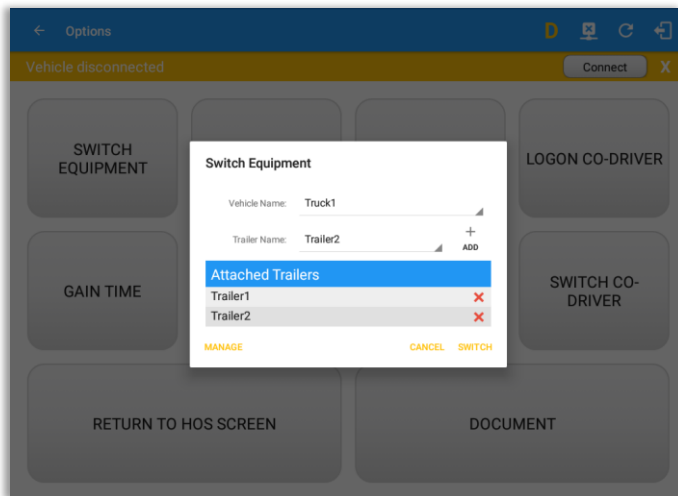 Options
D
Vehicle disconnected
Connect
X
SWITCH
EQUIPMENT
LOGON CO-DRIVER
Switch Equipment
Vehicle Name:
Truck1
Trailer Name:
Trailer2
+
ADD
Attached Trailers
Trailer1
Trailer2
MANAGE
CANCEL
SWITCH
GAIN TIME
SWITCH CO-
DRIVER
RETURN TO HOS SCREEN
DOCUMENT